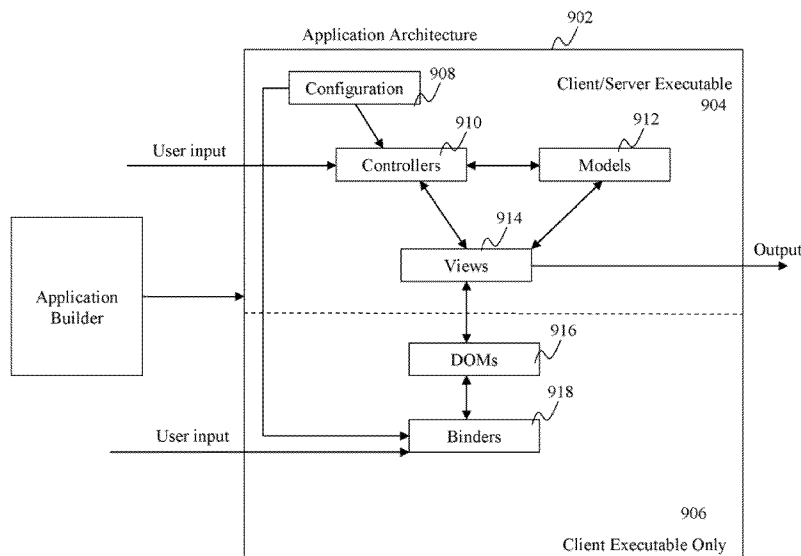 902
Application Architecture
908
Configuration
Client/Server Executable
904
910
912
User input
Controllers
Models
914
Output
Views
Application
Builder
916
DOMs
918
User input
Binders
906
Client Executable Only